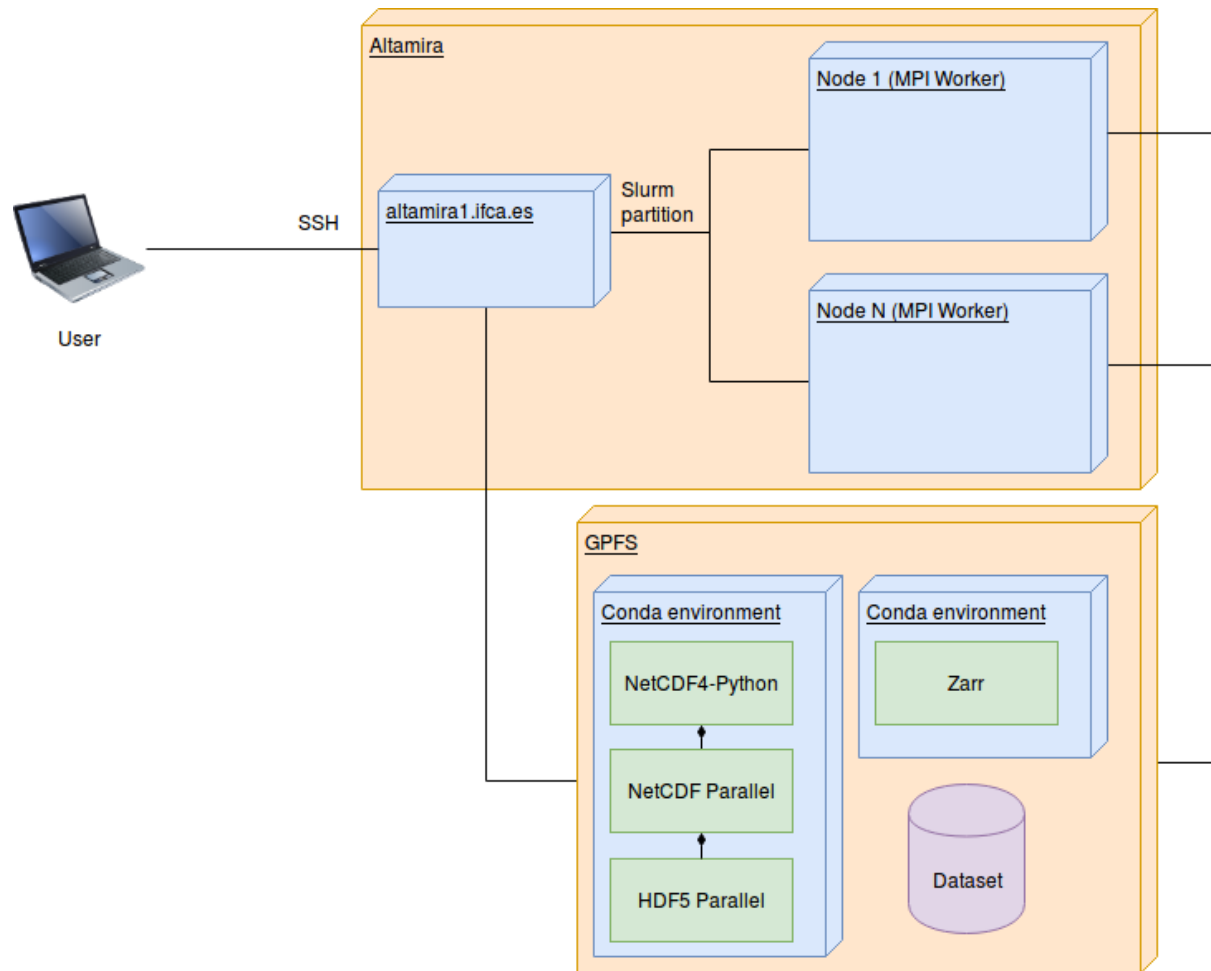 Altamira
Node 1 (MPI Worker)
altamira1.ifca.es
Slurm
partition
SSH
User
Node N (MPI Worker)
GPFS
Conda environment
NetCDF4-Python
NetCDF Parallel
HDF5 Parallel
Conda environment
Zarr
Dataset